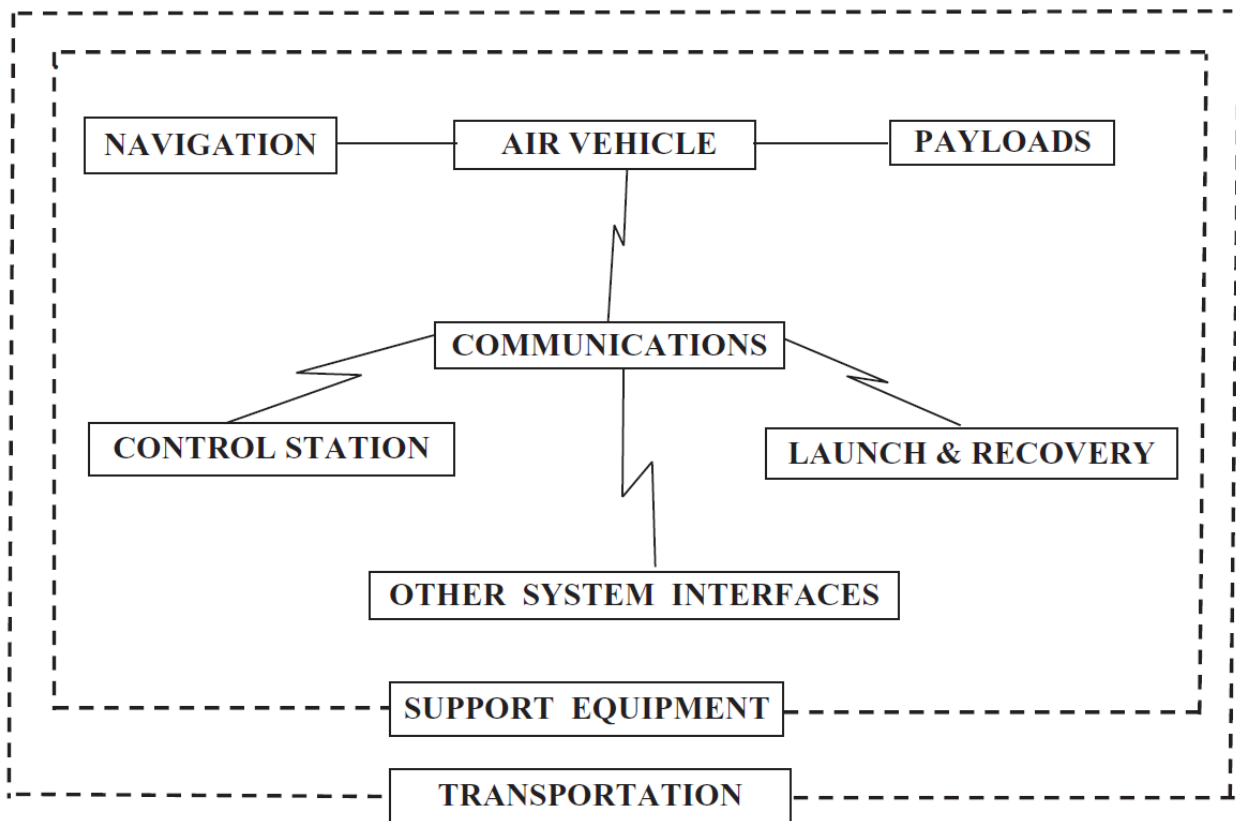 NAVIGATION
AIR VEHICLE
PAYLOADS
COMMUNICATIONS
CONTROL STATION
LAUNCH & RECOVERY
OTHER SYSTEM INTERFACES
SUPPORT EQUIPMENT
TRANSPORTATION